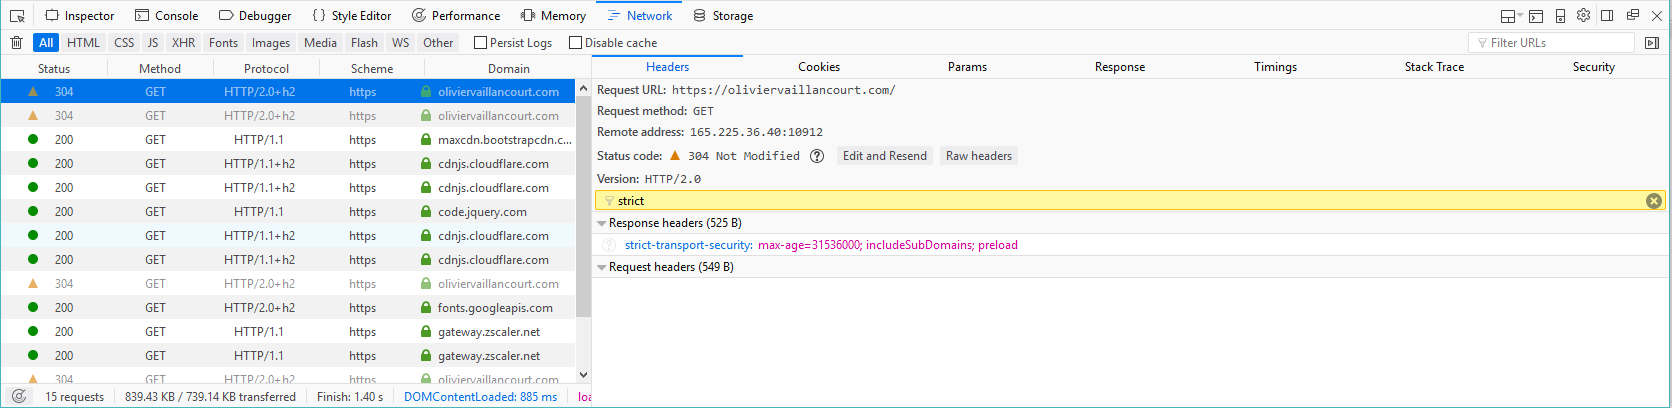 Inspector Console Debugger {} Style Editor Performance Memory Network Storage
All HTML CSS JS XHR Fonts Images Media Flash WS Other Persist Logs Disable cache Filter URLs
Status Method Protocol Scheme Domain
304 GET HTTP/2.0+h2 https oliviervaillancourt.com
304 GET HTTP/2.0+h2 https oliviervaillancourt.com
200 GET HTTP/1.1 https maxcdn.bootstrapcdn.c...
200 GET HTTP/1.1+h2 https cdnjs.cloudflare.com
200 GET HTTP/1.1+h2 https cdnjs.cloudflare.com
200 GET HTTP/1.1 https code.jquery.com
200 GET HTTP/1.1+h2 https cdnjs.cloudflare.com
200 GET HTTP/1.1+h2 https cdnjs.cloudflare.com
304 GET HTTP/2.0+h2 https oliviervaillancourt.com
200 GET HTTP/2.0+h2 https fonts.googleapis.com
200 GET HTTP/1.1 https gateway.zscaler.net
200 GET HTTP/1.1 https gateway.zscaler.net
304 GET HTTP/2.0+h2 https oliviervaillancourt.com
15 requests 839.43 KB / 739.14 KB transferred Finish: 1.40 s DOMContentLoaded: 885 ms loa
Headers Cookies Params Response Timings Stack Trace Security
Request URL: https://oliviervaillancourt.com/
Request method: GET
Remote address: 165.225.36.40:10912
Status code: 304 Not Modified ? Edit and Resend Raw headers
Version: HTTP/2.0
strict
Response headers (525 B)
? strict-transport-security: max-age=31536000; includeSubDomains; preload
Request headers (549 B)